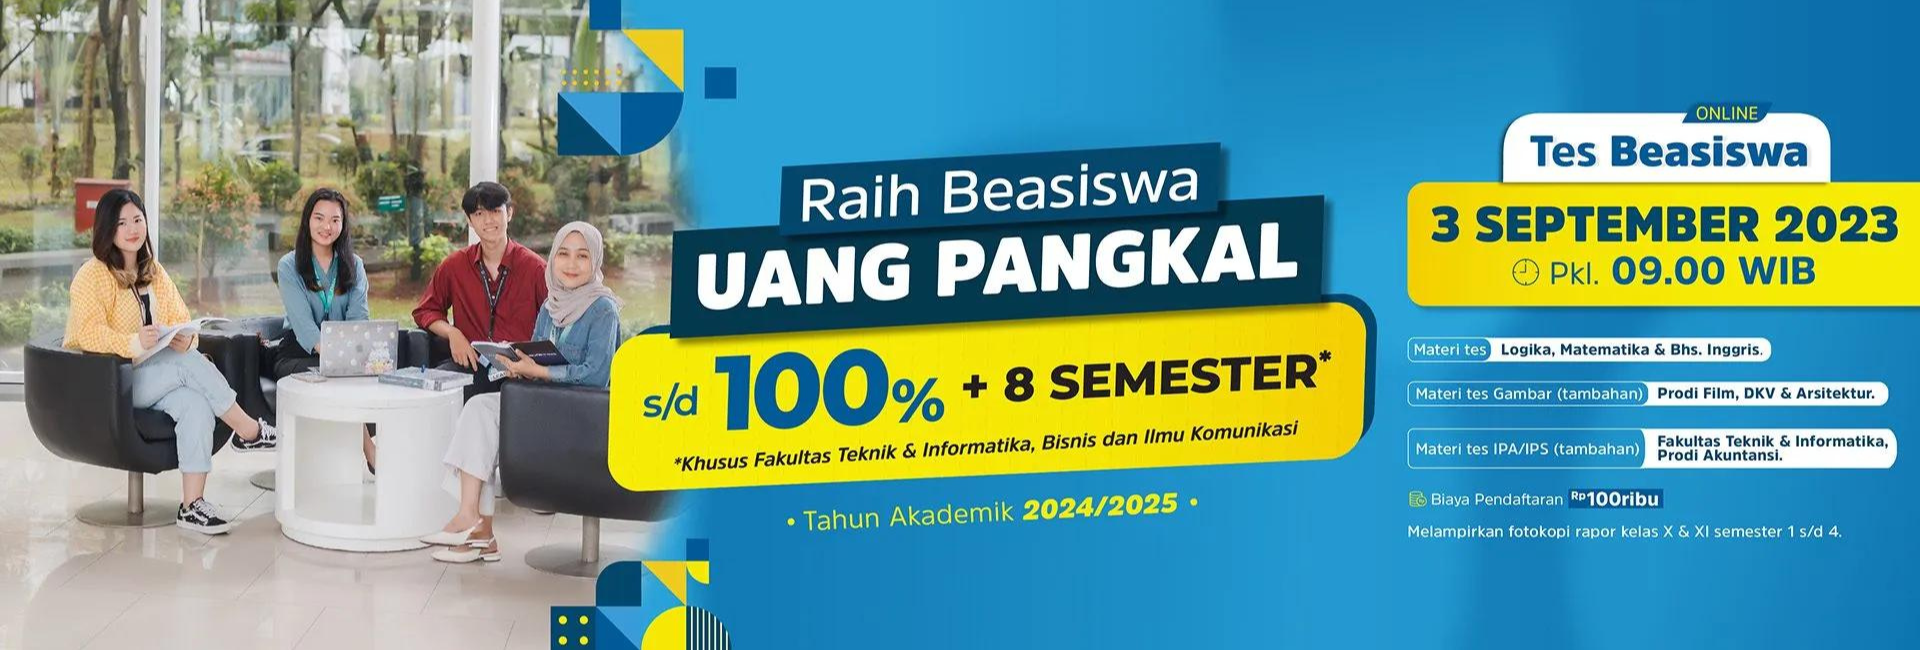 Raih Beasiswa
UANG PANGKAL
s/d 100% + 8 SEMESTER*
*Khusus Fakultas Teknik & Informatika, Bisnis dan Ilmu Komunikasi
• Tahun Akademik 2024/2025 •
ONLINE
Tes Beasiswa
3 SEPTEMBER 2023
Pkl. 09.00 WIB
Materi tes Logika, Matematika & Bhs. Inggris.
Materi tes Gambar (tambahan) Prodi Film, DKV & Arsitektur.
Materi tes IPA/IPS (tambahan) Fakultas Teknik & Informatika,
Prodi Akuntansi.
Biaya Pendaftaran Rp100ribu
Melampirkan fotokopi rapor kelas X & XI semester 1 s/d 4.